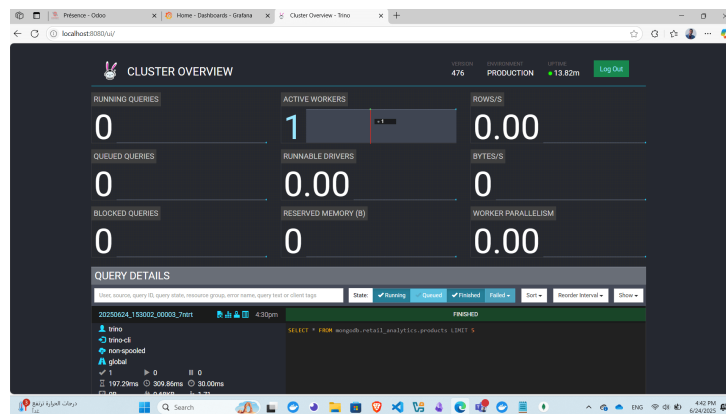 Présence - Odoo
Home - Dashboards - Grafana
Cluster Overview - Trino
localhost:8080/ui/
CLUSTER OVERVIEW
VERSION
476
ENVIRONMENT
PRODUCTION
UPTIME
13.82m
Log Out
RUNNING QUERIES
0
ACTIVE WORKERS
1
1
ROWS/S
0.00
QUEUED QUERIES
0
RUNNABLE DRIVERS
0.00
BYTES/S
0
BLOCKED QUERIES
0
RESERVED MEMORY (B)
0
WORKER PARALLELISM
0.00
QUERY DETAILS
User, source, query ID, query state, resource group, error name, query text or client tags
State:
Running
Queued
Finished
Failed
Sort
Reorder Interval
Show
20250624_153002_00003_7ntrt
4:30pm
FINISHED
trino
trino-cli
non-spooled
global
1
0
0
197.29ms
309.86ms
30.00ms
SELECT * FROM mongodb.retail_analytics.products LIMIT 5
درجات الحرارة ترتفع
غداً
Search
ENG
4:42 PM
6/24/2025